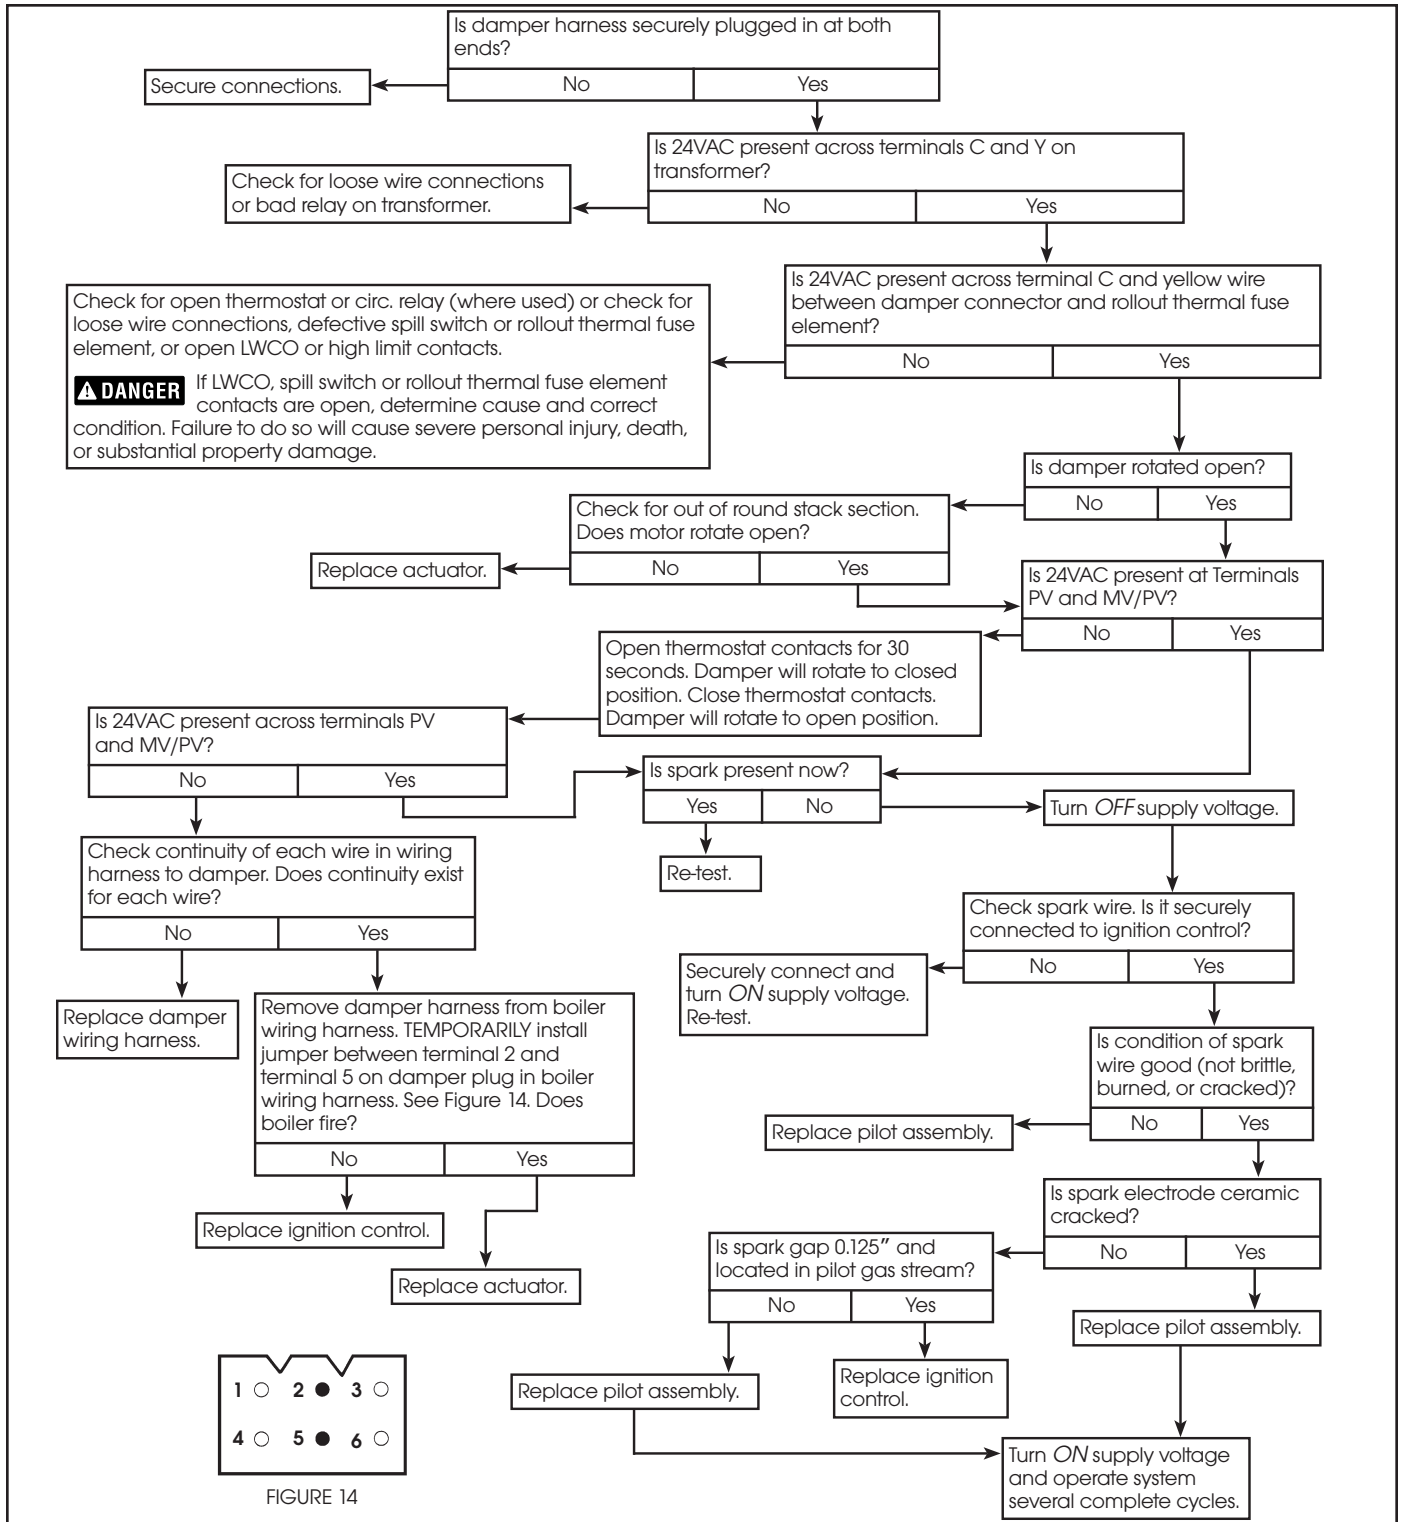 Is damper harness securely plugged in at both
ends?
No
Yes
Secure connections.
Is 24VAC present across terminals C and Y on
transformer?
No
Yes
Check for loose wire connections
or bad relay on transformer.
Is 24VAC present across terminal C and yellow wire
between damper connector and rollout thermal fuse
element?
No
Yes
Check for open thermostat or circ. relay (where used) or check for
loose wire connections, defective spill switch or rollout thermal fuse
element, or open LWCO or high limit contacts.
DANGER If LWCO, spill switch or rollout thermal fuse element
contacts are open, determine cause and correct
condition. Failure to do so will cause severe personal injury, death,
or substantial property damage.
Is damper rotated open?
No
Yes
Check for out of round stack section.
Does motor rotate open?
No
Yes
Replace actuator.
Is 24VAC present at Terminals
PV and MV/PV?
No
Yes
Open thermostat contacts for 30
seconds. Damper will rotate to closed
position. Close thermostat contacts.
Damper will rotate to open position.
Is 24VAC present across terminals PV
and MV/PV?
No
Yes
Is spark present now?
Yes
No
Turn OFF supply voltage.
Re-test.
Check continuity of each wire in wiring
harness to damper. Does continuity exist
for each wire?
No
Yes
Check spark wire. Is it securely
connected to ignition control?
No
Yes
Securely connect and
turn ON supply voltage.
Re-test.
Replace damper
wiring harness.
Remove damper harness from boiler
wiring harness. TEMPORARILY install
jumper between terminal 2 and
terminal 5 on damper plug in boiler
wiring harness. See Figure 14. Does
boiler fire?
No
Yes
Is condition of spark
wire good (not brittle,
burned, or cracked)?
No
Yes
Replace pilot assembly.
Replace ignition control.
Replace actuator.
Is spark electrode ceramic
cracked?
No
Yes
Is spark gap 0.125″ and
located in pilot gas stream?
No
Yes
Replace pilot assembly.
Replace pilot assembly.
Replace ignition
control.
Turn ON supply voltage
and operate system
several complete cycles.
1 2 3
4 5 6
FIGURE 14